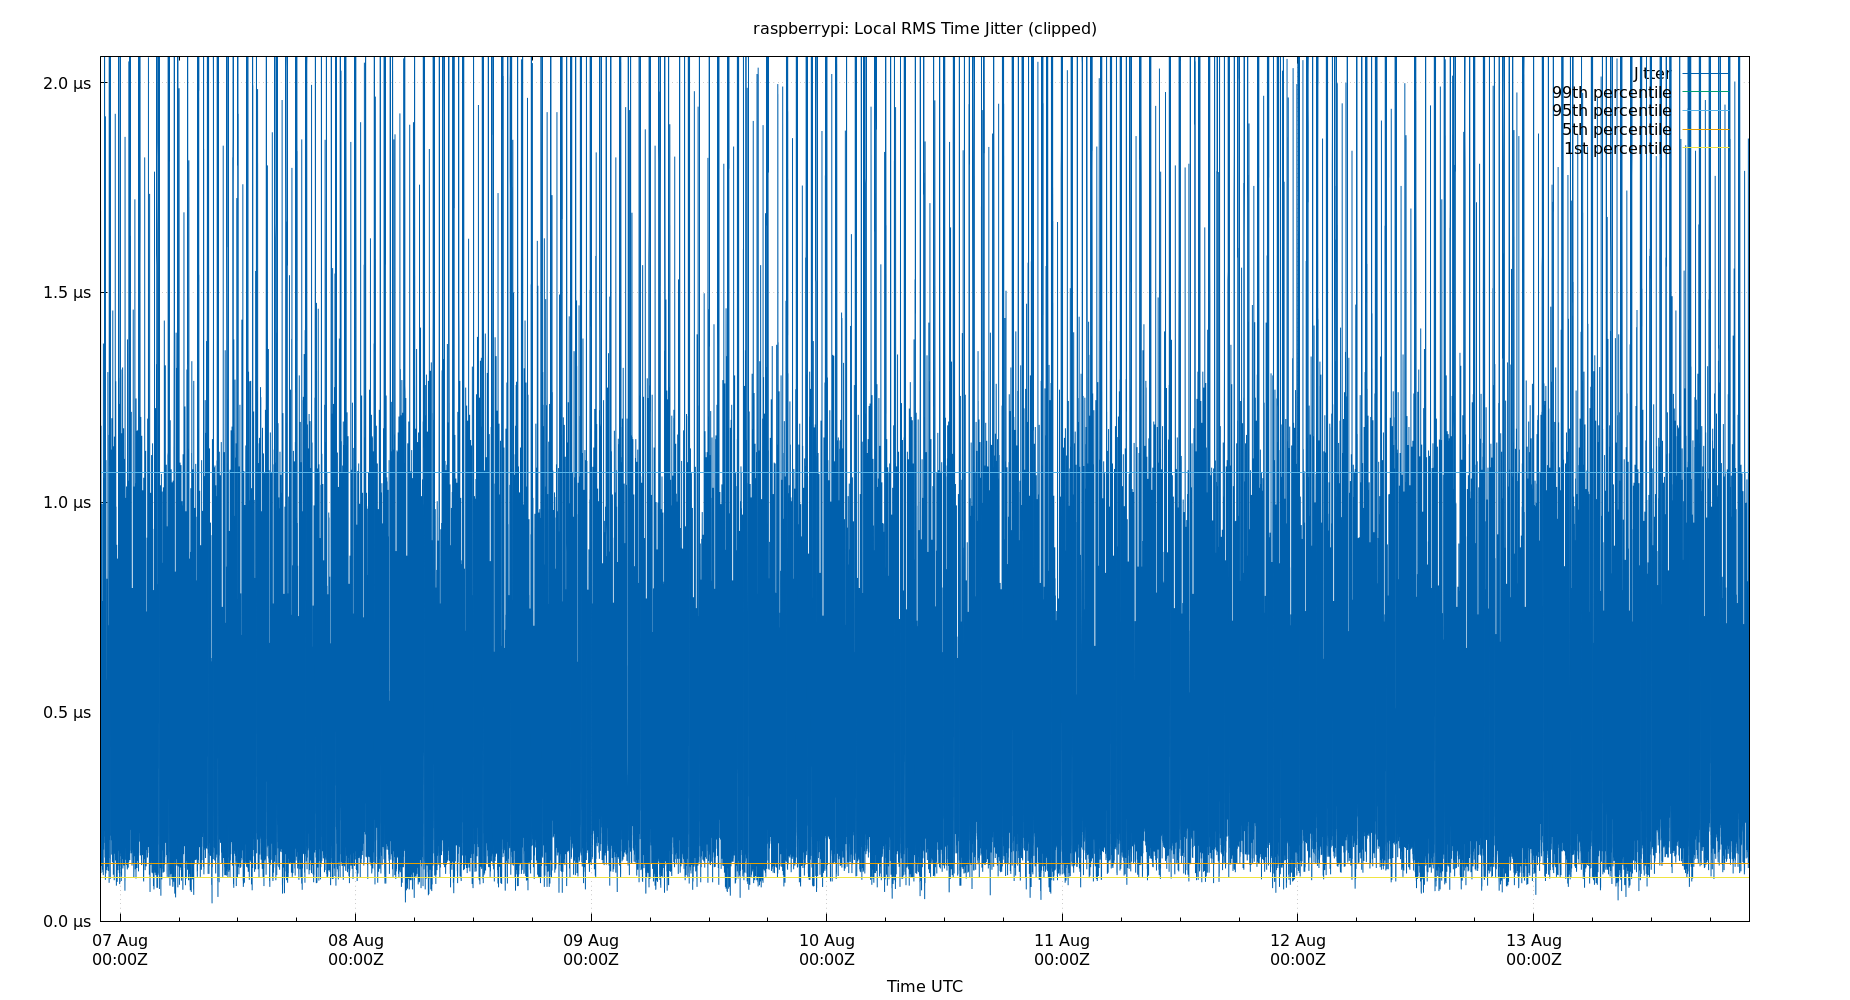 raspberrypi: Local RMS Time Jitter (clipped)
2.0 μs
1.5 μs
1.0 μs
0.5 μs
0.0 μs
Jitter
99th percentile
95th percentile
5th percentile
1st percentile
07 Aug 08 Aug 09 Aug 10 Aug 11 Aug 12 Aug 13 Aug
00:00Z 00:00Z 00:00Z 00:00Z 00:00Z 00:00Z 00:00Z
Time UTC